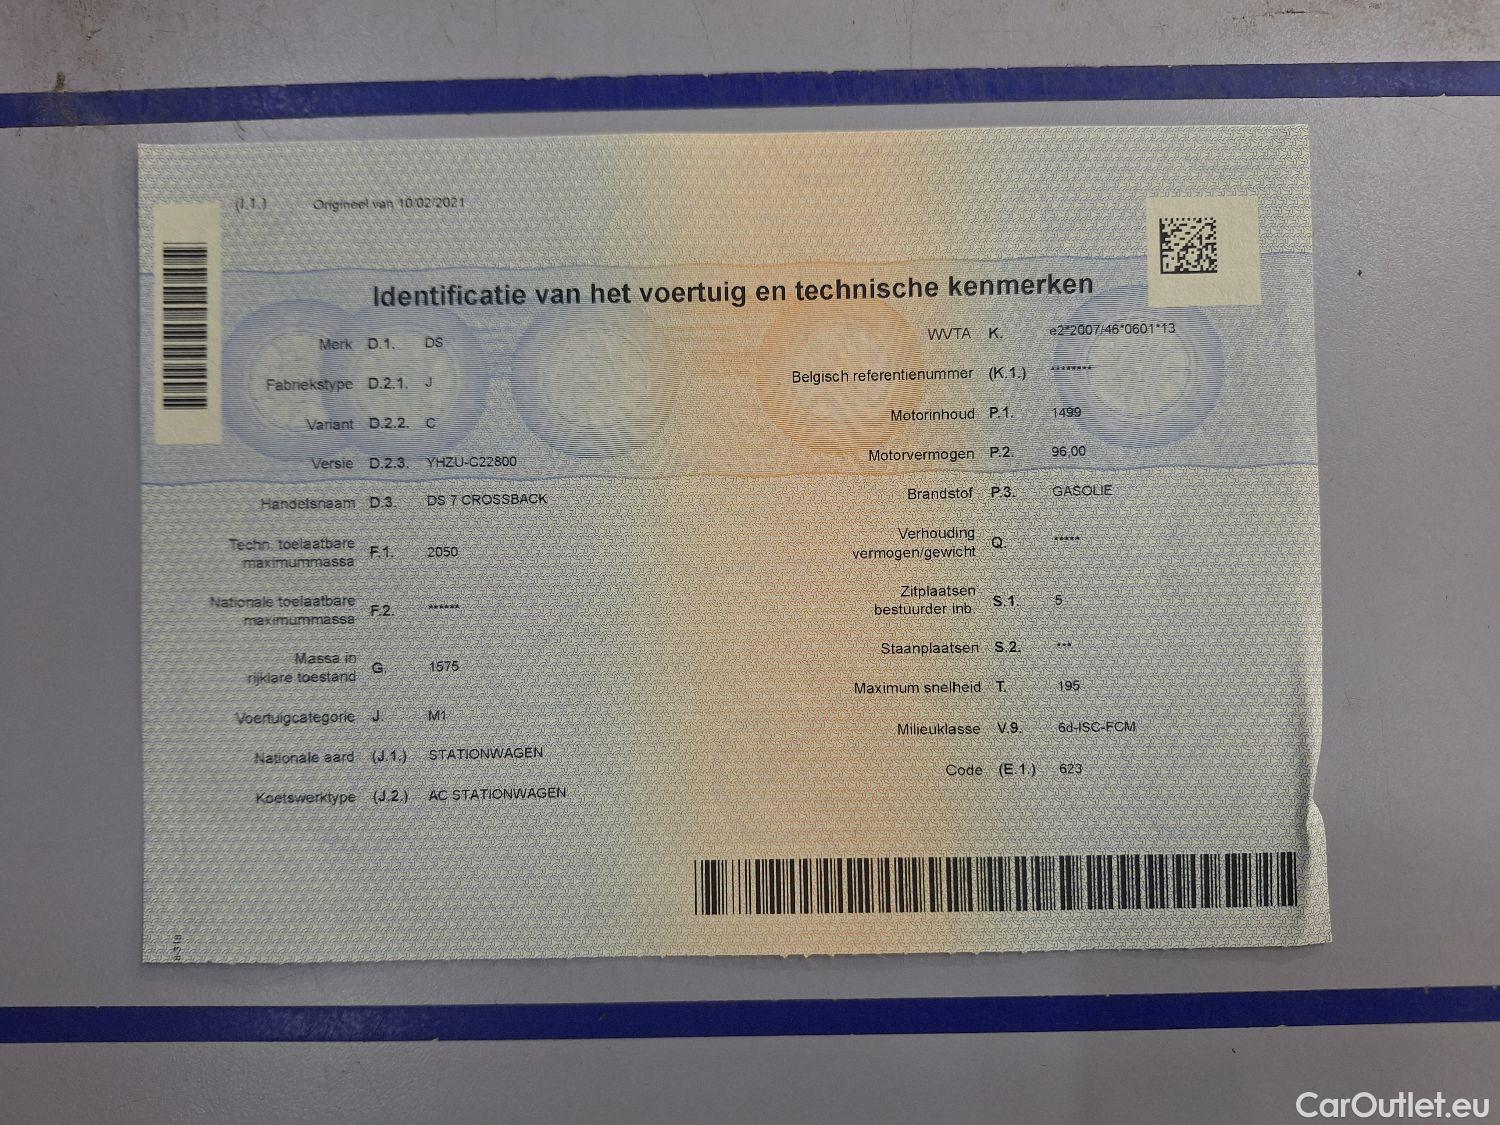 (I.1.) Origineel van 10/02/2021
Identificatie van het voertuig en technische kenmerken
Merk D.1. DS
Fabriekstype D.2.1. J
Variant D.2.2. C
Versie D.2.3. YHZU-C22800
Handelsnaam D.3. DS 7 CROSSBACK
Techn. toelaatbare
maximummassa F.1. 2050
Nationale toelaatbare
maximummassa F.2. ******
Massa in
rijklare toestand G. 1575
Voertuigcategorie J. M1
Nationale aard (J.1.) STATIONWAGEN
Koetswerktype (J.2.) AC STATIONWAGEN
WVTA K. e2*2007/46*0601*13
Belgisch referentienummer (K.1.) ********
Motorinhoud P.1. 1499
Motorvermogen P.2. 96,00
Brandstof P.3. GASOLIE
Verhouding
vermogen/gewicht Q. *****
Zitplaatsen
bestuurder inb. S.1. 5
Staanplaatsen S.2. ***
Maximum snelheid T. 195
Milieuklasse V.9. 6d-ISC-FCM
Code (E.1.) 623
8-318
CarOutlet.eu